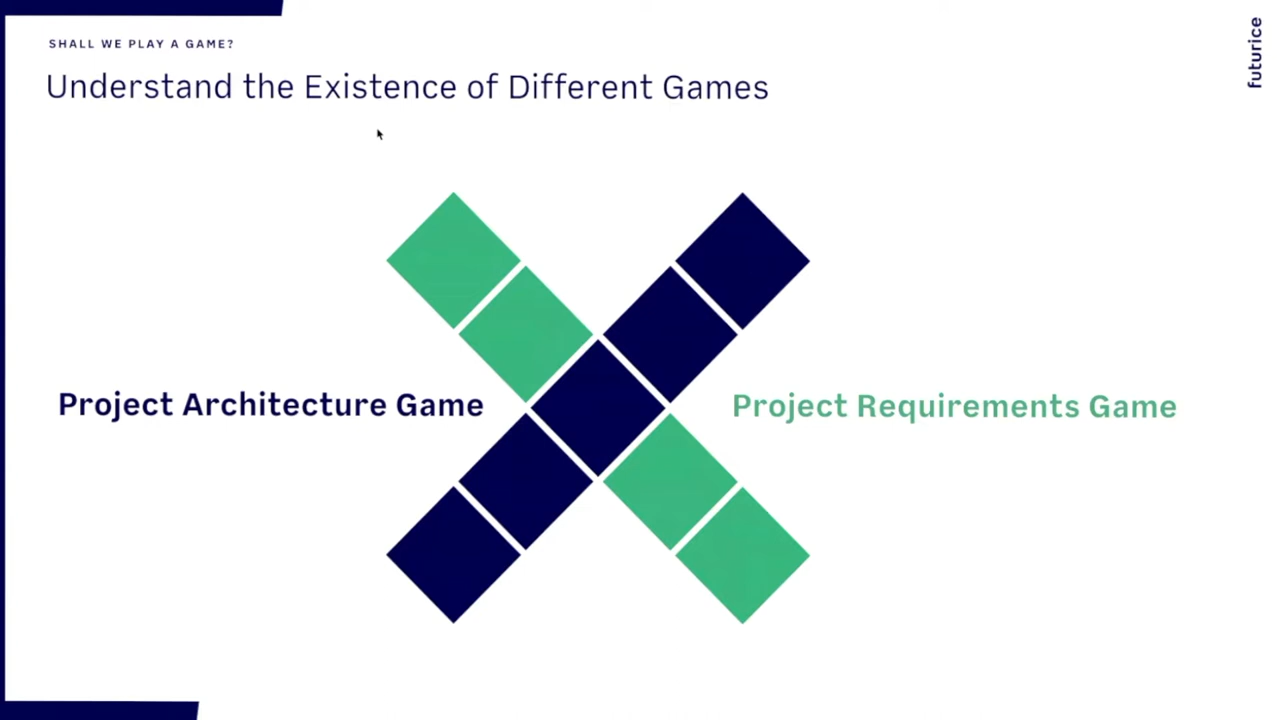 SHALL WE PLAY A GAME?
Understand the Existence of Different Games
futurice
Project Architecture Game
Project Requirements Game